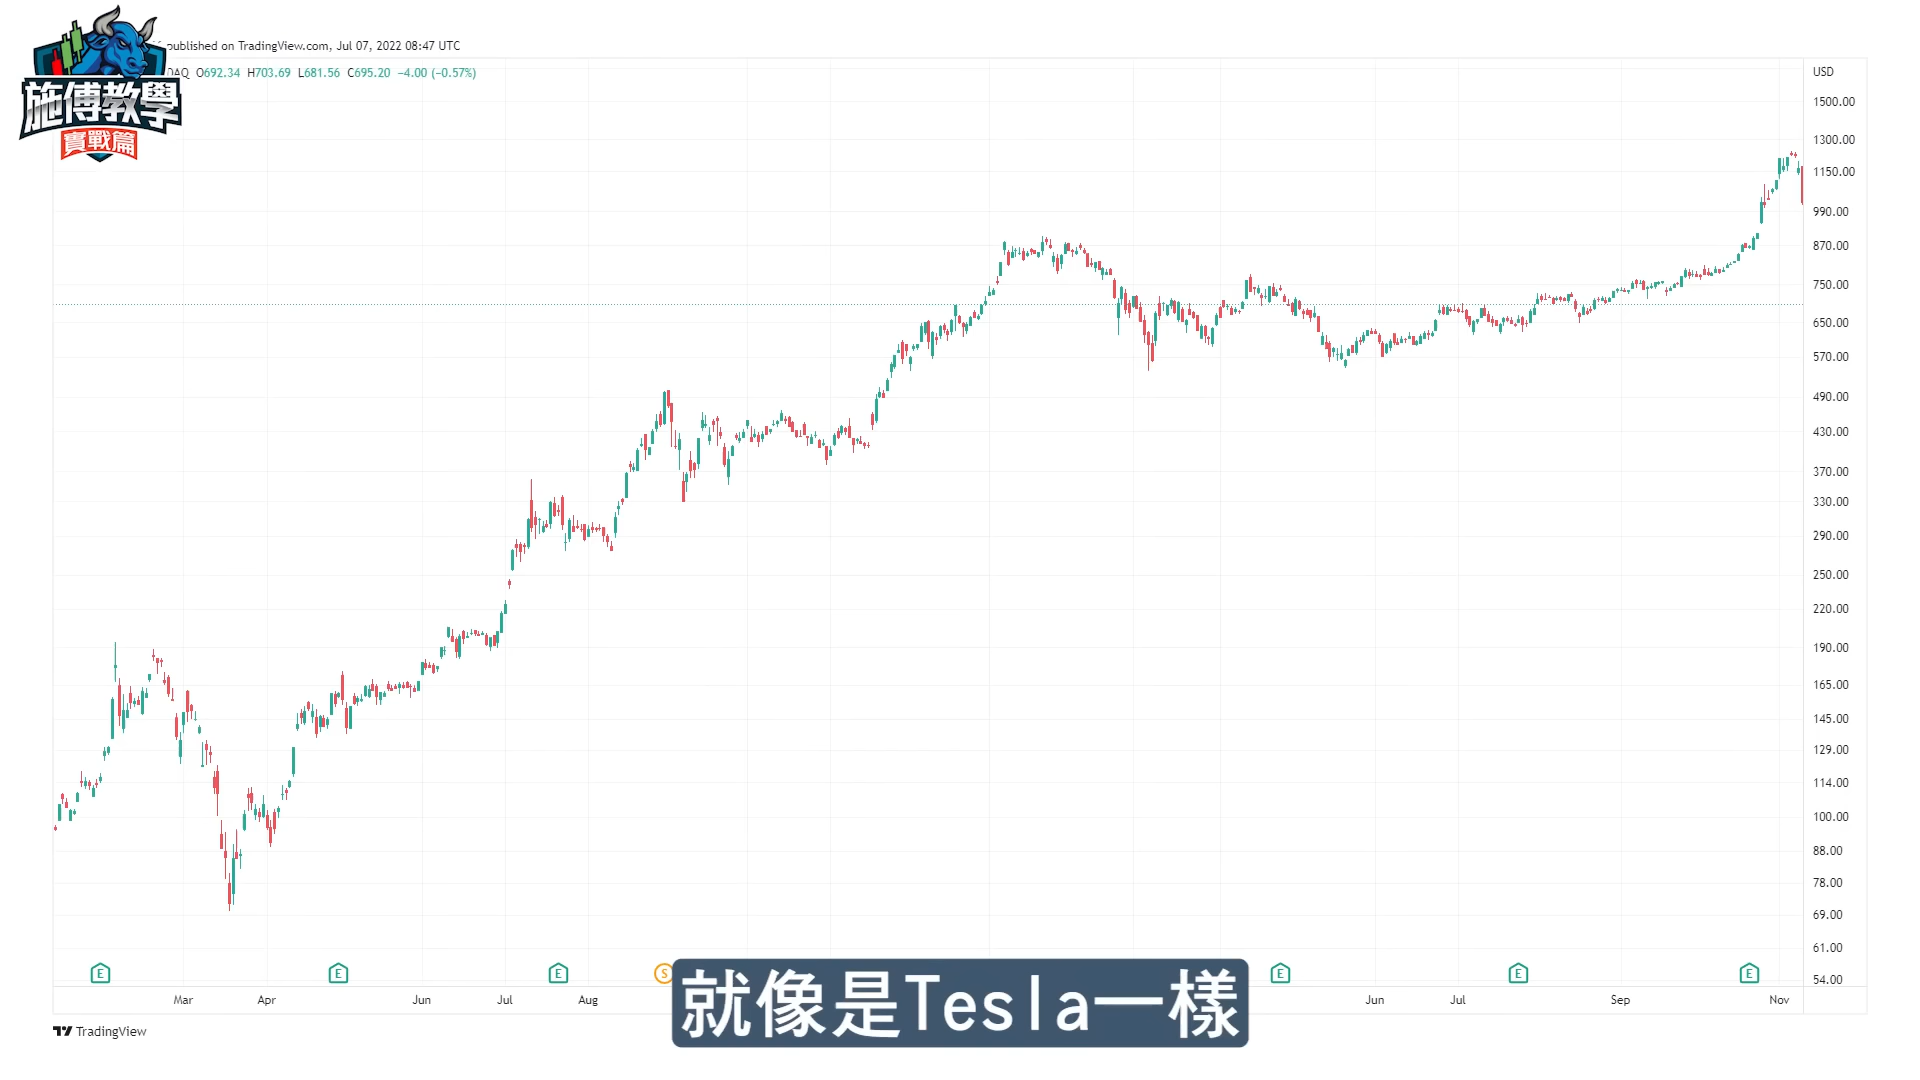 published on TradingView.com, Jul 07, 2022 08:47 UTC
DAQ O692.34 H703.69 L681.56 C695.20 −4.00 (−0.57%)
施傅教學
實戰篇
USD
1500.00
1300.00
1150.00
990.00
870.00
750.00
650.00
570.00
490.00
430.00
370.00
330.00
290.00
250.00
220.00
190.00
165.00
145.00
129.00
114.00
100.00
88.00
78.00
69.00
61.00
54.00
E E E S E E E
Mar Apr Jun Jul Aug Jun Jul Sep Nov
就像是Tesla一樣
TradingView